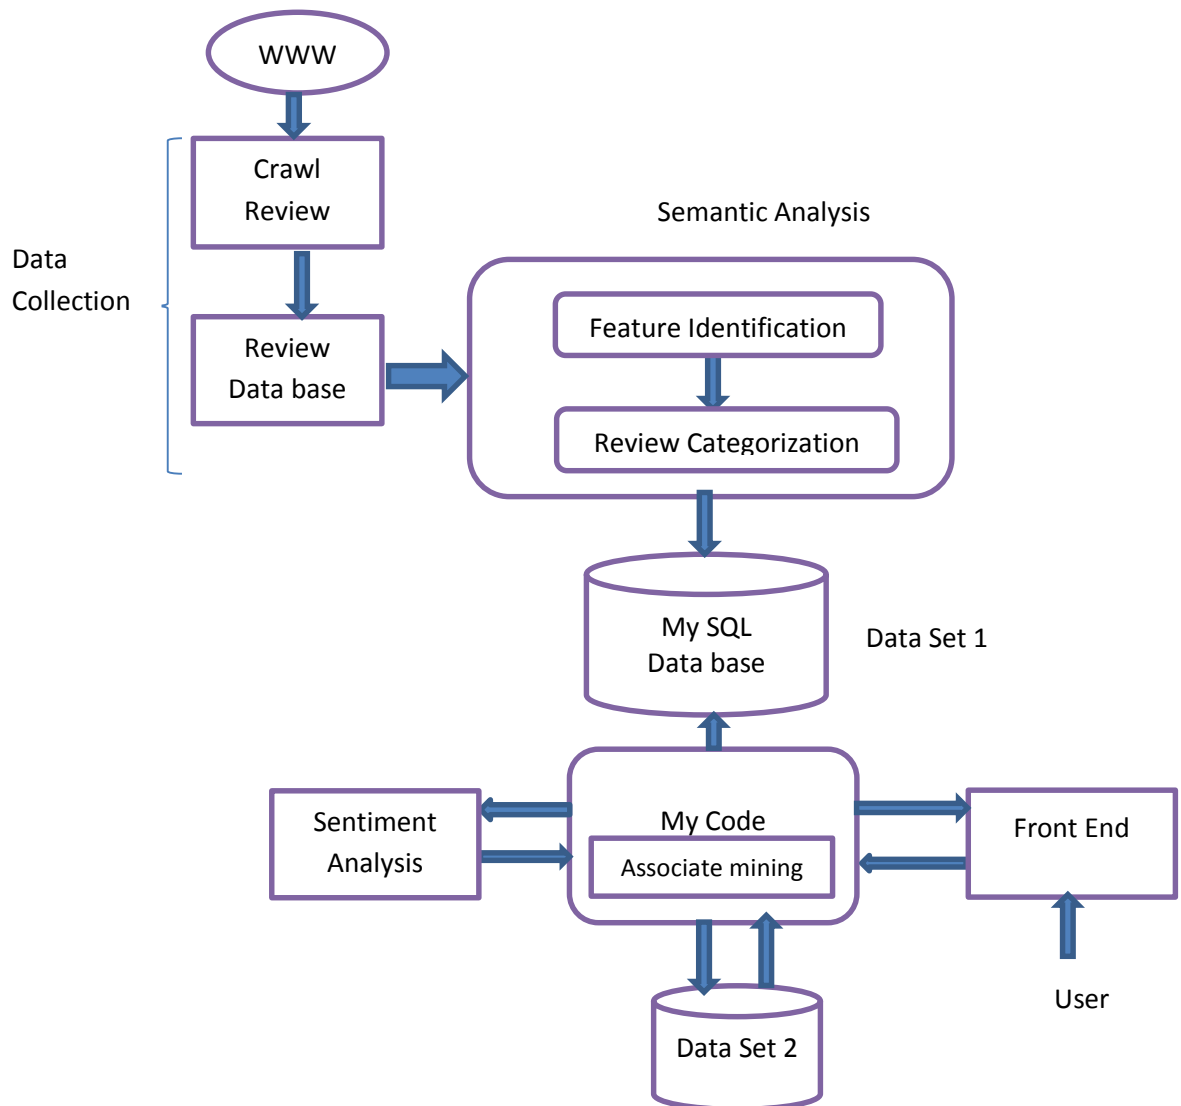 WWW
Crawl
Review
Semantic Analysis
Data
Collection
Feature Identification
Review
Data base
Review Categorization
My SQL
Data base
Data Set 1
Sentiment
Analysis
My Code
Associate mining
Front End
User
Data Set 2